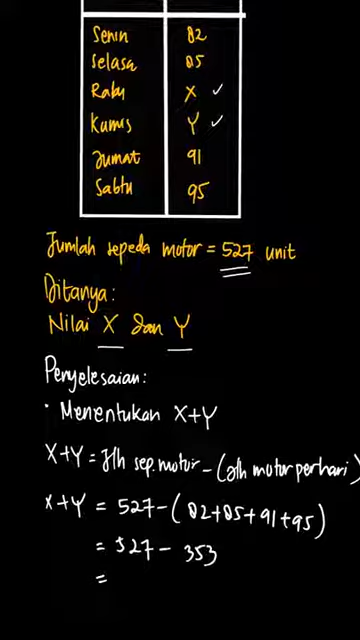 Senin 82
Selasa 85
Rabu X ✓
Kamis Y ✓
Jumat 91
Sabtu 95
Jumlah sepeda motor = 527 unit
Ditanya:
Nilai X dan Y
Penyelesaian:
· Menentukan X+Y
X+Y = Jlh sep.motor - (Jlh motor perhari)
X+Y = 527 - (82+85+91+95)
= 527 - 353
=